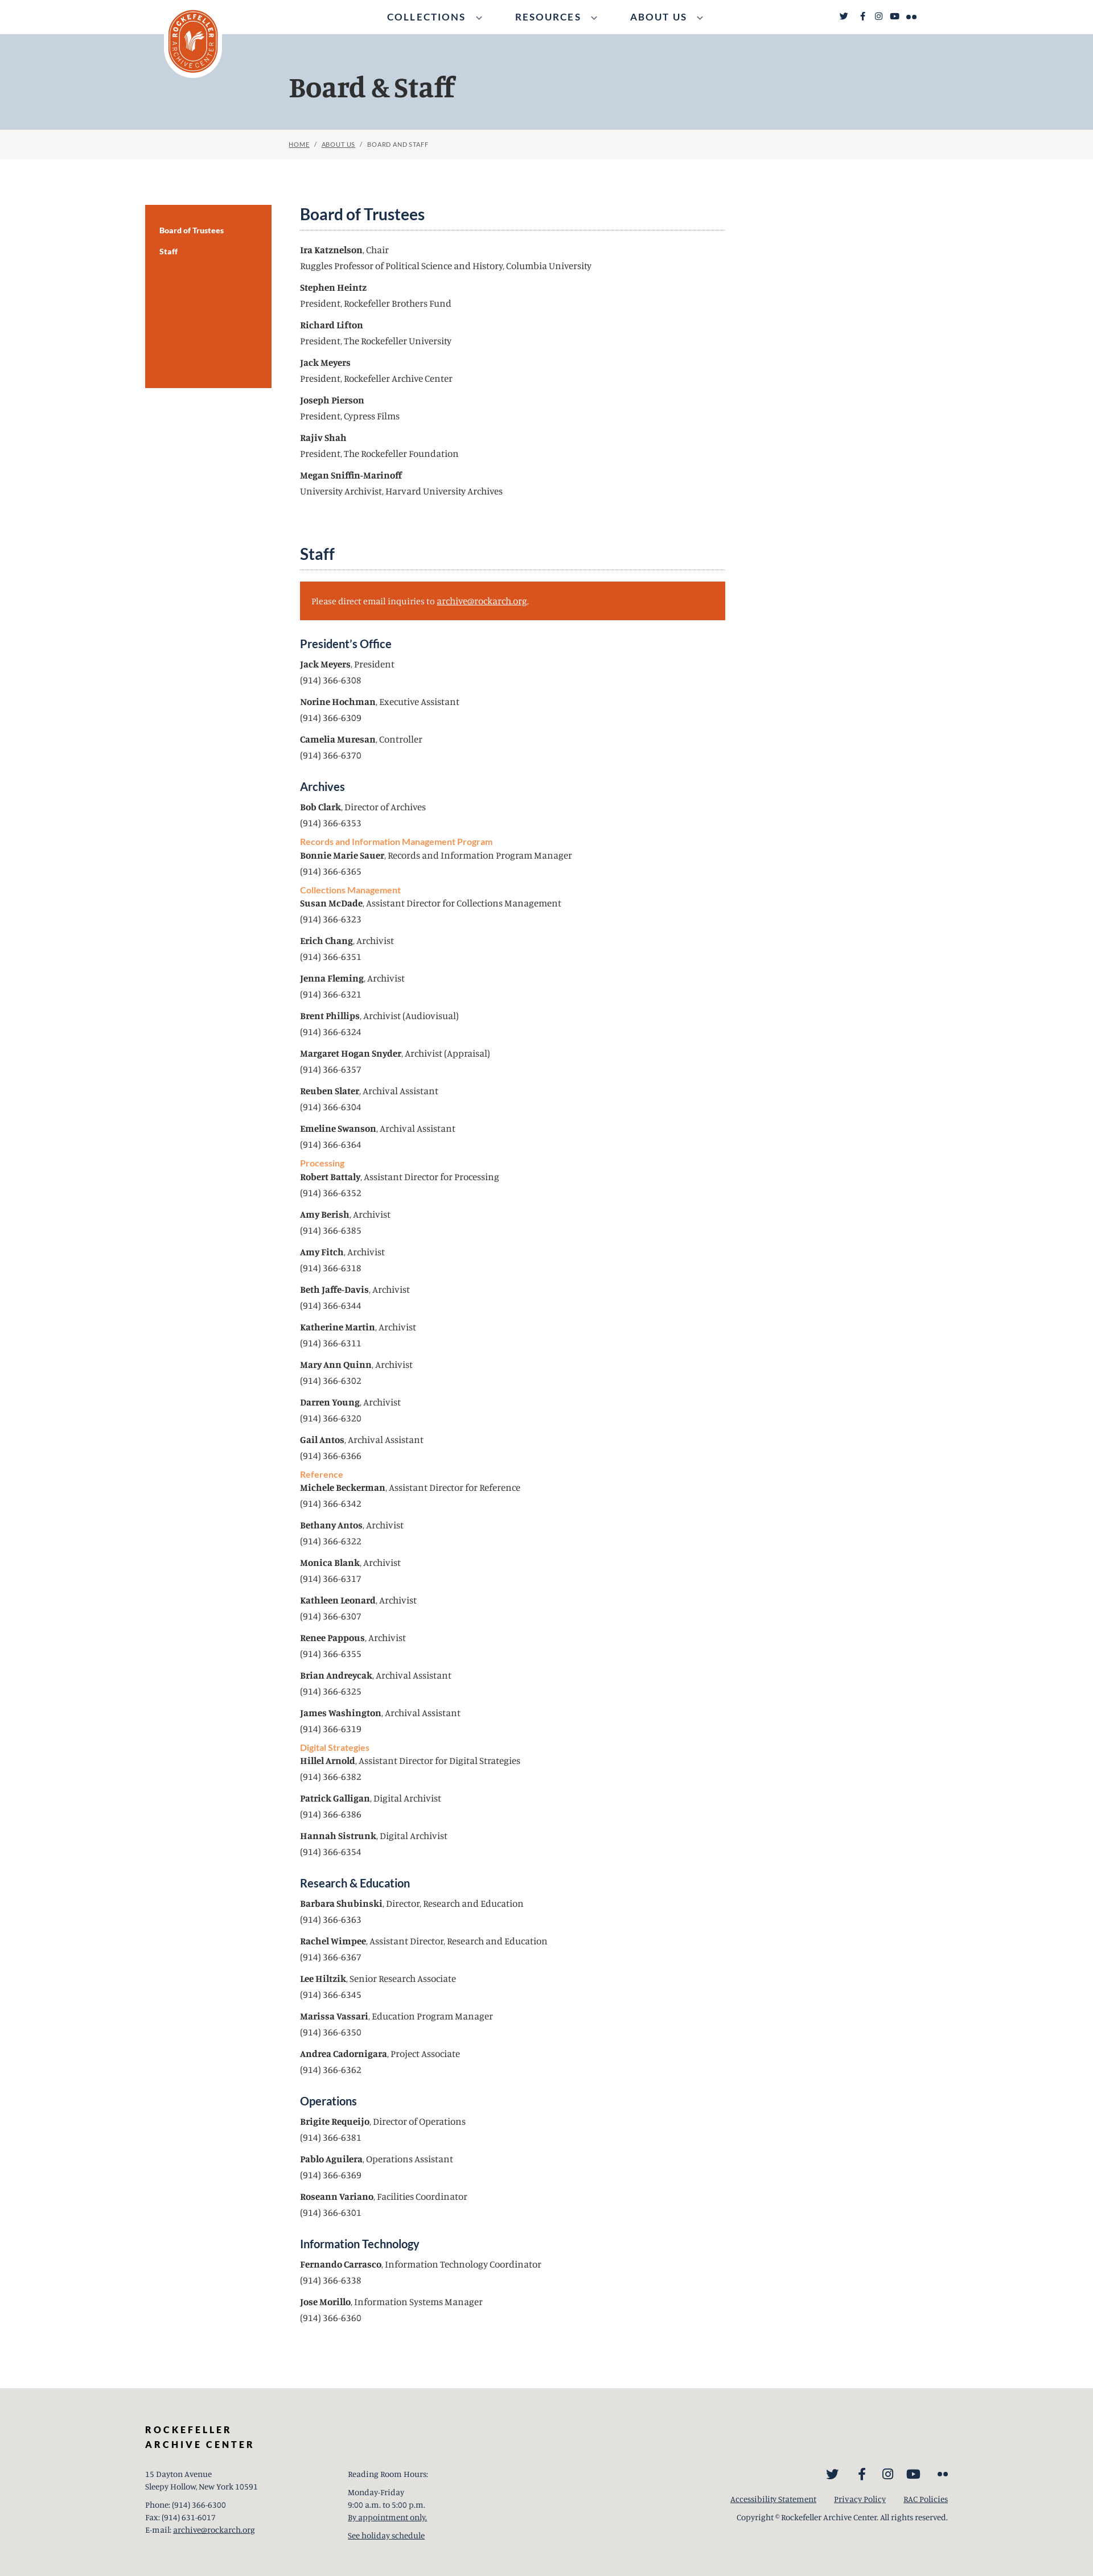 ROCKEFELLER
ARCHIVE CENTER
COLLECTIONS
RESOURCES
ABOUT US
Board & Staff
HOME / ABOUT US / BOARD AND STAFF
Board of Trustees
Staff
Board of Trustees
Ira Katznelson, Chair
Ruggles Professor of Political Science and History, Columbia University
Stephen Heintz
President, Rockefeller Brothers Fund
Richard Lifton
President, The Rockefeller University
Jack Meyers
President, Rockefeller Archive Center
Joseph Pierson
President, Cypress Films
Rajiv Shah
President, The Rockefeller Foundation
Megan Sniffin-Marinoff
University Archivist, Harvard University Archives
Staff
Please direct email inquiries to archive@rockarch.org.
President's Office
Jack Meyers, President
(914) 366-6308
Norine Hochman, Executive Assistant
(914) 366-6309
Camelia Muresan, Controller
(914) 366-6370
Archives
Bob Clark, Director of Archives
(914) 366-6353
Records and Information Management Program
Bonnie Marie Sauer, Records and Information Program Manager
(914) 366-6365
Collections Management
Susan McDade, Assistant Director for Collections Management
(914) 366-6323
Erich Chang, Archivist
(914) 366-6351
Jenna Fleming, Archivist
(914) 366-6321
Brent Phillips, Archivist (Audiovisual)
(914) 366-6324
Margaret Hogan Snyder, Archivist (Appraisal)
(914) 366-6357
Reuben Slater, Archival Assistant
(914) 366-6304
Emeline Swanson, Archival Assistant
(914) 366-6364
Processing
Robert Battaly, Assistant Director for Processing
(914) 366-6352
Amy Berish, Archivist
(914) 366-6385
Amy Fitch, Archivist
(914) 366-6318
Beth Jaffe-Davis, Archivist
(914) 366-6344
Katherine Martin, Archivist
(914) 366-6311
Mary Ann Quinn, Archivist
(914) 366-6302
Darren Young, Archivist
(914) 366-6320
Gail Antos, Archival Assistant
(914) 366-6366
Reference
Michele Beckerman, Assistant Director for Reference
(914) 366-6342
Bethany Antos, Archivist
(914) 366-6322
Monica Blank, Archivist
(914) 366-6317
Kathleen Leonard, Archivist
(914) 366-6307
Renee Pappous, Archivist
(914) 366-6355
Brian Andreycak, Archival Assistant
(914) 366-6325
James Washington, Archival Assistant
(914) 366-6319
Digital Strategies
Hillel Arnold, Assistant Director for Digital Strategies
(914) 366-6382
Patrick Galligan, Digital Archivist
(914) 366-6386
Hannah Sistrunk, Digital Archivist
(914) 366-6354
Research & Education
Barbara Shubinski, Director, Research and Education
(914) 366-6363
Rachel Wimpee, Assistant Director, Research and Education
(914) 366-6367
Lee Hiltzik, Senior Research Associate
(914) 366-6345
Marissa Vassari, Education Program Manager
(914) 366-6350
Andrea Cadornigara, Project Associate
(914) 366-6362
Operations
Brigite Requeijo, Director of Operations
(914) 366-6381
Pablo Aguilera, Operations Assistant
(914) 366-6369
Roseann Variano, Facilities Coordinator
(914) 366-6301
Information Technology
Fernando Carrasco, Information Technology Coordinator
(914) 366-6338
Jose Morillo, Information Systems Manager
(914) 366-6360
ROCKEFELLER
ARCHIVE CENTER
15 Dayton Avenue
Sleepy Hollow, New York 10591
Phone: (914) 366-6300
Fax: (914) 631-6017
E-mail: archive@rockarch.org
Reading Room Hours:
Monday-Friday
9:00 a.m. to 5:00 p.m.
By appointment only.
See holiday schedule
Accessibility Statement
Privacy Policy
RAC Policies
Copyright © Rockefeller Archive Center. All rights reserved.